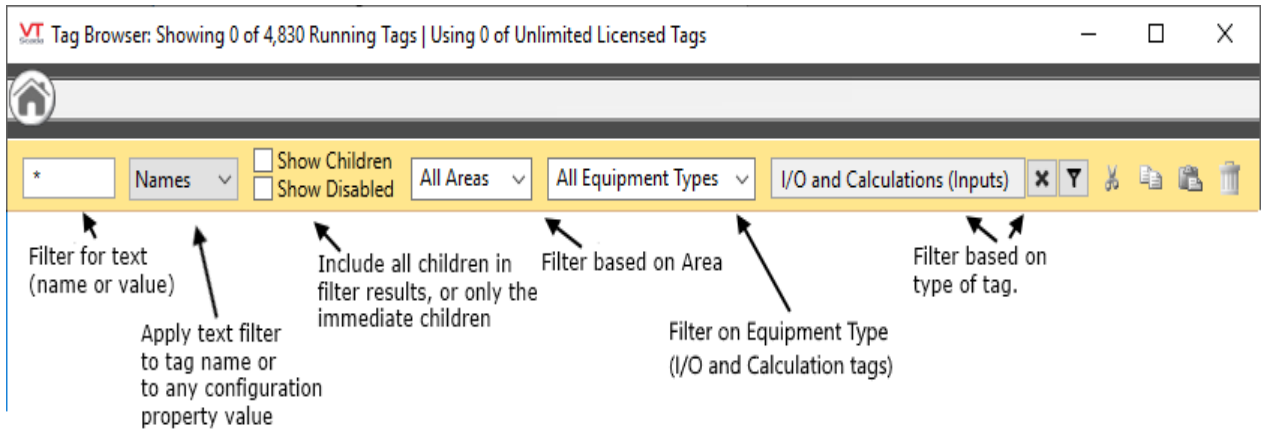 VT
Scada
Tag Browser: Showing 0 of 4,830 Running Tags | Using 0 of Unlimited Licensed Tags
*
Names
Show Children
Show Disabled
All Areas
All Equipment Types
I/O and Calculations (Inputs)
Filter for text
(name or value)
Apply text filter
to tag name or
to any configuration
property value
Include all children in
filter results, or only the
immediate children
Filter based on Area
Filter on Equipment Type
(I/O and Calculation tags)
Filter based on
type of tag.